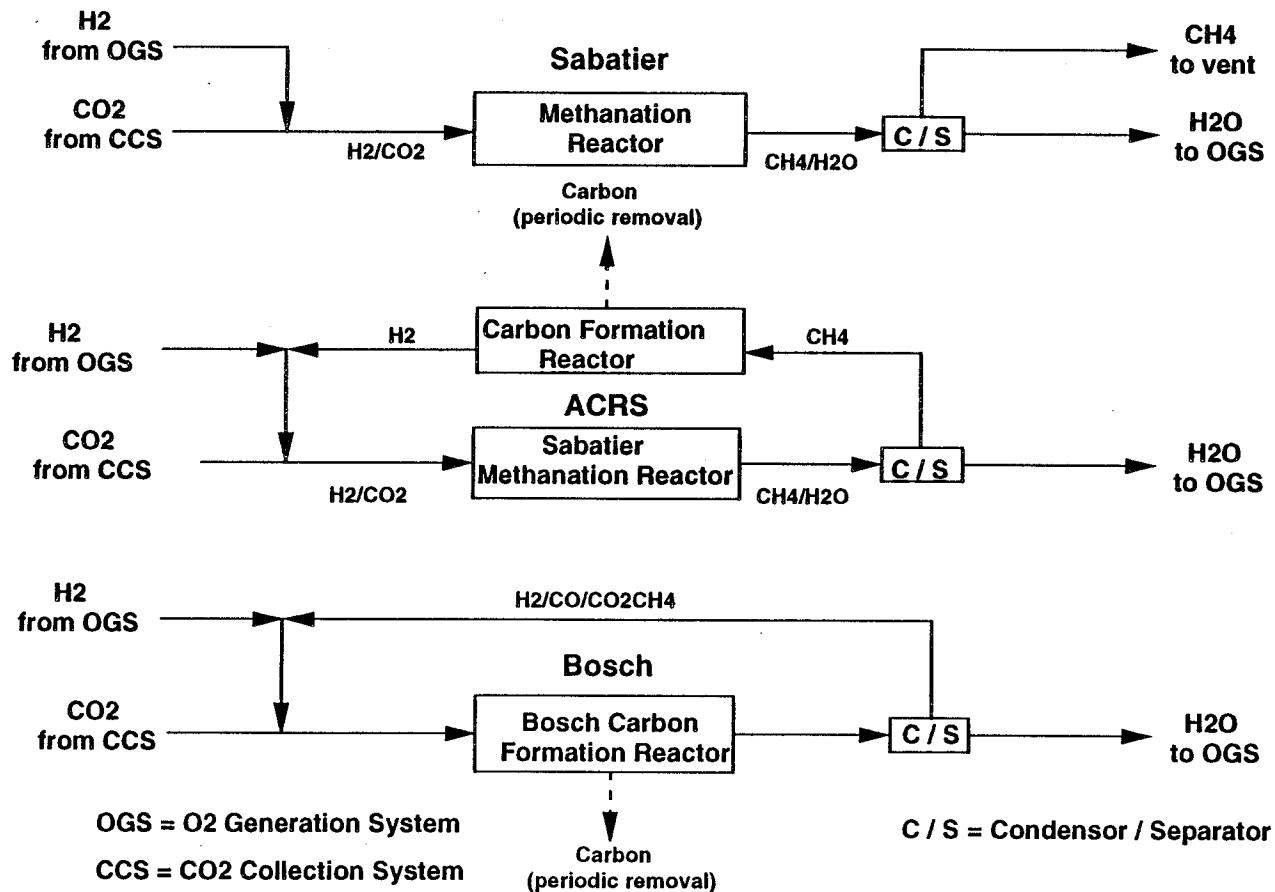 H2
from OGS
CO2
from CCS
H2/CO2
Sabatier
Methanation
Reactor
CH4/H2O
C / S
CH4
to vent
H2O
to OGS
Carbon
(periodic removal)
H2
from OGS
H2
Carbon Formation
Reactor
CH4
ACRS
CO2
from CCS
H2/CO2
Sabatier
Methanation Reactor
CH4/H2O
C / S
H2O
to OGS
H2
from OGS
H2/CO/CO2CH4
Bosch
CO2
from CCS
Bosch Carbon
Formation Reactor
C / S
H2O
to OGS
Carbon
(periodic removal)
OGS = O2 Generation System
CCS = CO2 Collection System
C / S = Condensor / Separator